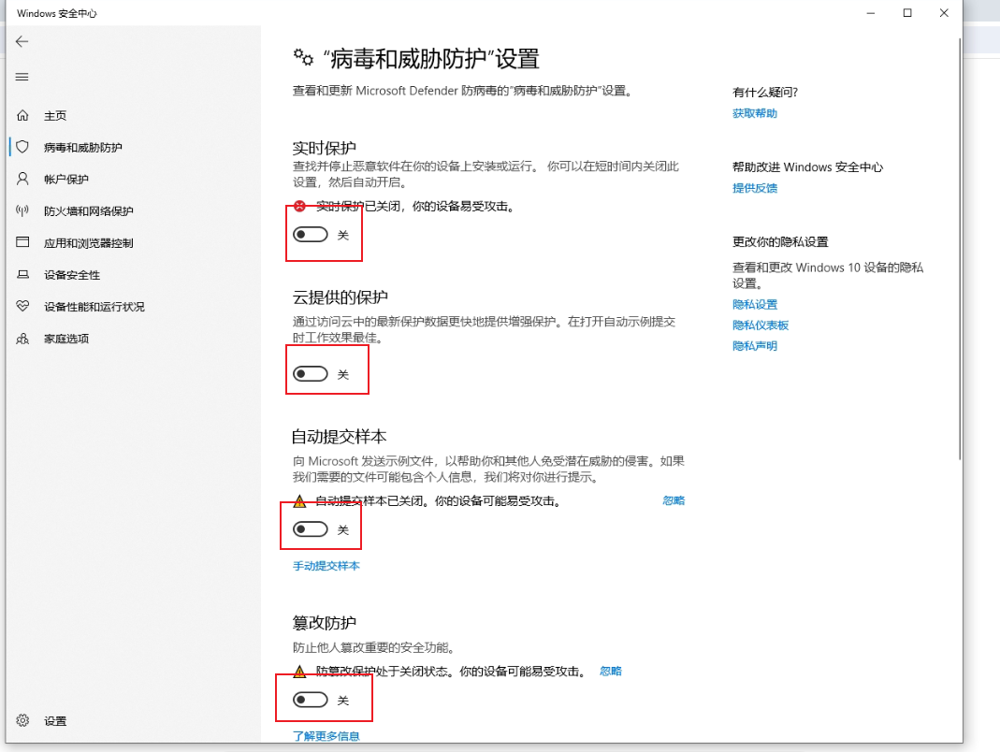 Windows 安全中心
主页
病毒和威胁防护
帐户保护
防火墙和网络保护
应用和浏览器控制
设备安全性
设备性能和运行状况
家庭选项
设置
“病毒和威胁防护”设置
查看和更新 Microsoft Defender 防病毒的“病毒和威胁防护”设置。
实时保护
查找并停止恶意软件在你的设备上安装或运行。 你可以在短时间内关闭此
设置，然后自动开启。
实时保护已关闭，你的设备易受攻击。
关
云提供的保护
通过访问云中的最新保护数据更快地提供增强保护。在打开自动示例提交
时工作效果最佳。
关
自动提交样本
向 Microsoft 发送示例文件，以帮助你和其他人免受潜在威胁的侵害。如果
我们需要的文件可能包含个人信息，我们将对你进行提示。
自动提交样本已关闭。你的设备可能易受攻击。 忽略
关
手动提交样本
篡改防护
防止他人篡改重要的安全功能。
防篡改保护处于关闭状态。你的设备可能易受攻击。 忽略
关
了解更多信息
有什么疑问?
获取帮助
帮助改进 Windows 安全中心
提供反馈
更改你的隐私设置
查看和更改 Windows 10 设备的隐私
设置。
隐私设置
隐私仪表板
隐私声明